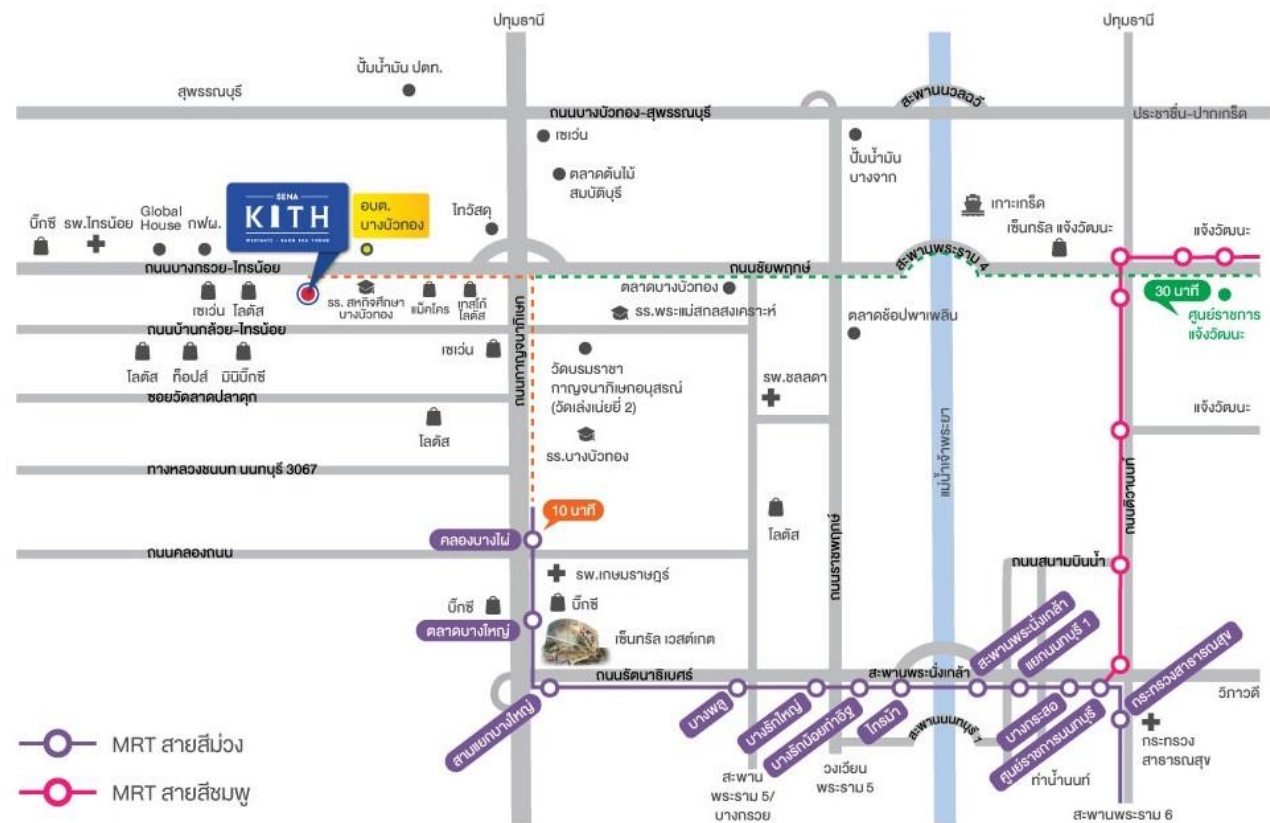 ปทุมธานี
ปทุมธานี
ปั้มน้ำมัน ปตท.
สุพรรณบุรี
สะพานนวลฉวี
ถนนบางบัวทอง-สุพรรณบุรี
ประชาชื่น-ปากเกร็ด
เซเว่น
ปั้มน้ำมัน
บางจาก
ตลาดต้นไม้
สมบัติบุรี
SENA
KITH
WESTGATE - BANG BUA THONG
อบต.
บางบัวทอง
ไทวัสดุ
เกาะเกร็ด
บิ๊กซี
รพ.ไทรน้อย
Global
House
กฟผ.
เซ็นทรัล แจ้งวัฒนะ
แจ้งวัฒนะ
ถนนบางกรวย-ไทรน้อย
ถนนชัยพฤกษ์
สะพานพระราม 4
เซเว่น
โลตัส
รร. สหกิจศึกษา
บางบัวทอง
แม็คโคร
เทสโก้
โลตัส
ตลาดบางบัวทอง
30 นาที
ศูนย์ราชการ
แจ้งวัฒนะ
รร.พระแม่สกลสงเคราะห์
ตลาดช้อปพาเพลิน
ถนนบ้านกล้วย-ไทรน้อย
เซเว่น
ถนนกาญจนาภิเษก
โลตัส
ท็อปส์
มินิบิ๊กซี
วัดบรมราชา
กาญจนาภิเษกอนุสรณ์
(วัดเล่งเน่ยยี่ 2)
รพ.ชลลดา
ซอยวัดลาดปลาดุก
แจ้งวัฒนะ
โลตัส
รร.บางบัวทอง
ทางหลวงชนบท นนทบุรี 3067
แม่น้ำเจ้าพระยา
ถนนติวานนท์
10 นาที
โลตัส
คลองบางไผ่
ถนนราชพฤกษ์
ถนนคลองถนน
ถนนสนามบินน้ำ
รพ.เกษมราษฎร์
บิ๊กซี
บิ๊กซี
ตลาดบางใหญ่
เซ็นทรัล เวสต์เกต
สะพานพระนั่งเกล้า
แยกนนทบุรี 1
กระทรวงสาธารณสุข
ถนนรัตนาธิเบศร์
สะพานพระนั่งเกล้า
วิภาวดี
สามแยกบางใหญ่
บางพลู
บางรักใหญ่
บางรักน้อยท่าอิฐ
ไทรม้า
สะพานนนทบุรี 1
บางกระสอ
ศูนย์ราชการนนทบุรี
กระทรวง
สาธารณสุข
MRT สายสีม่วง
MRT สายสีชมพู
สะพาน
พระราม 5/
บางกรวย
วงเวียน
พระราม 5
ท่าน้ำนนท์
สะพานพระราม 6